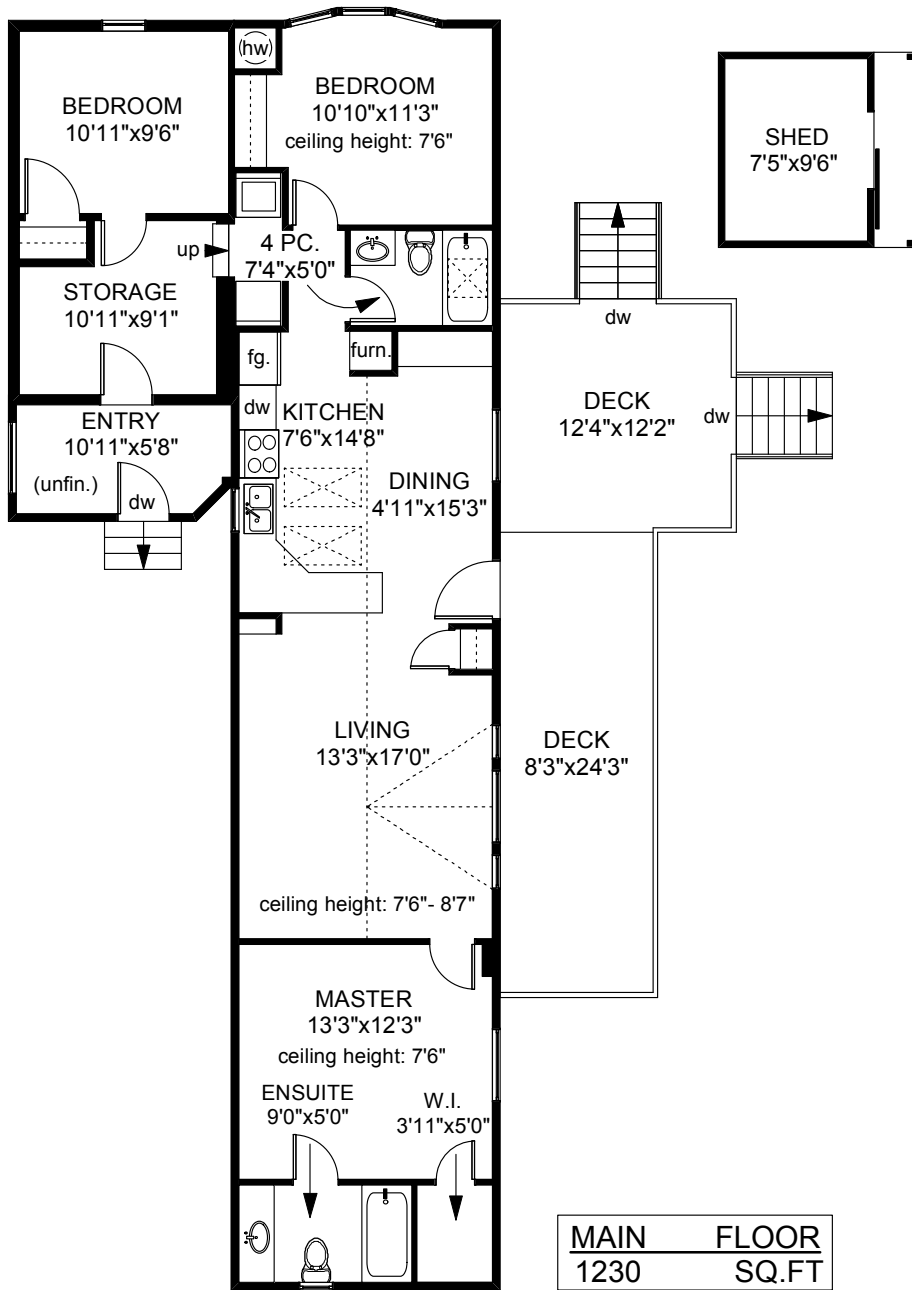 (hw)
BEDROOM
10'11"x9'6"
BEDROOM
10'10"x11'3"
ceiling height: 7'6"
SHED
7'5"x9'6"
up
4 PC.
7'4"x5'0"
STORAGE
10'11"x9'1"
dw
fg.
furn.
dw
KITCHEN
7'6"x14'8"
DECK
12'4"x12'2"
dw
ENTRY
10'11"x5'8"
(unfin.)
dw
DINING
4'11"x15'3"
LIVING
13'3"x17'0"
DECK
8'3"x24'3"
ceiling height: 7'6"- 8'7"
MASTER
13'3"x12'3"
ceiling height: 7'6"
ENSUITE
9'0"x5'0"
W.I.
3'11"x5'0"
MAIN FLOOR
1230 SQ.FT